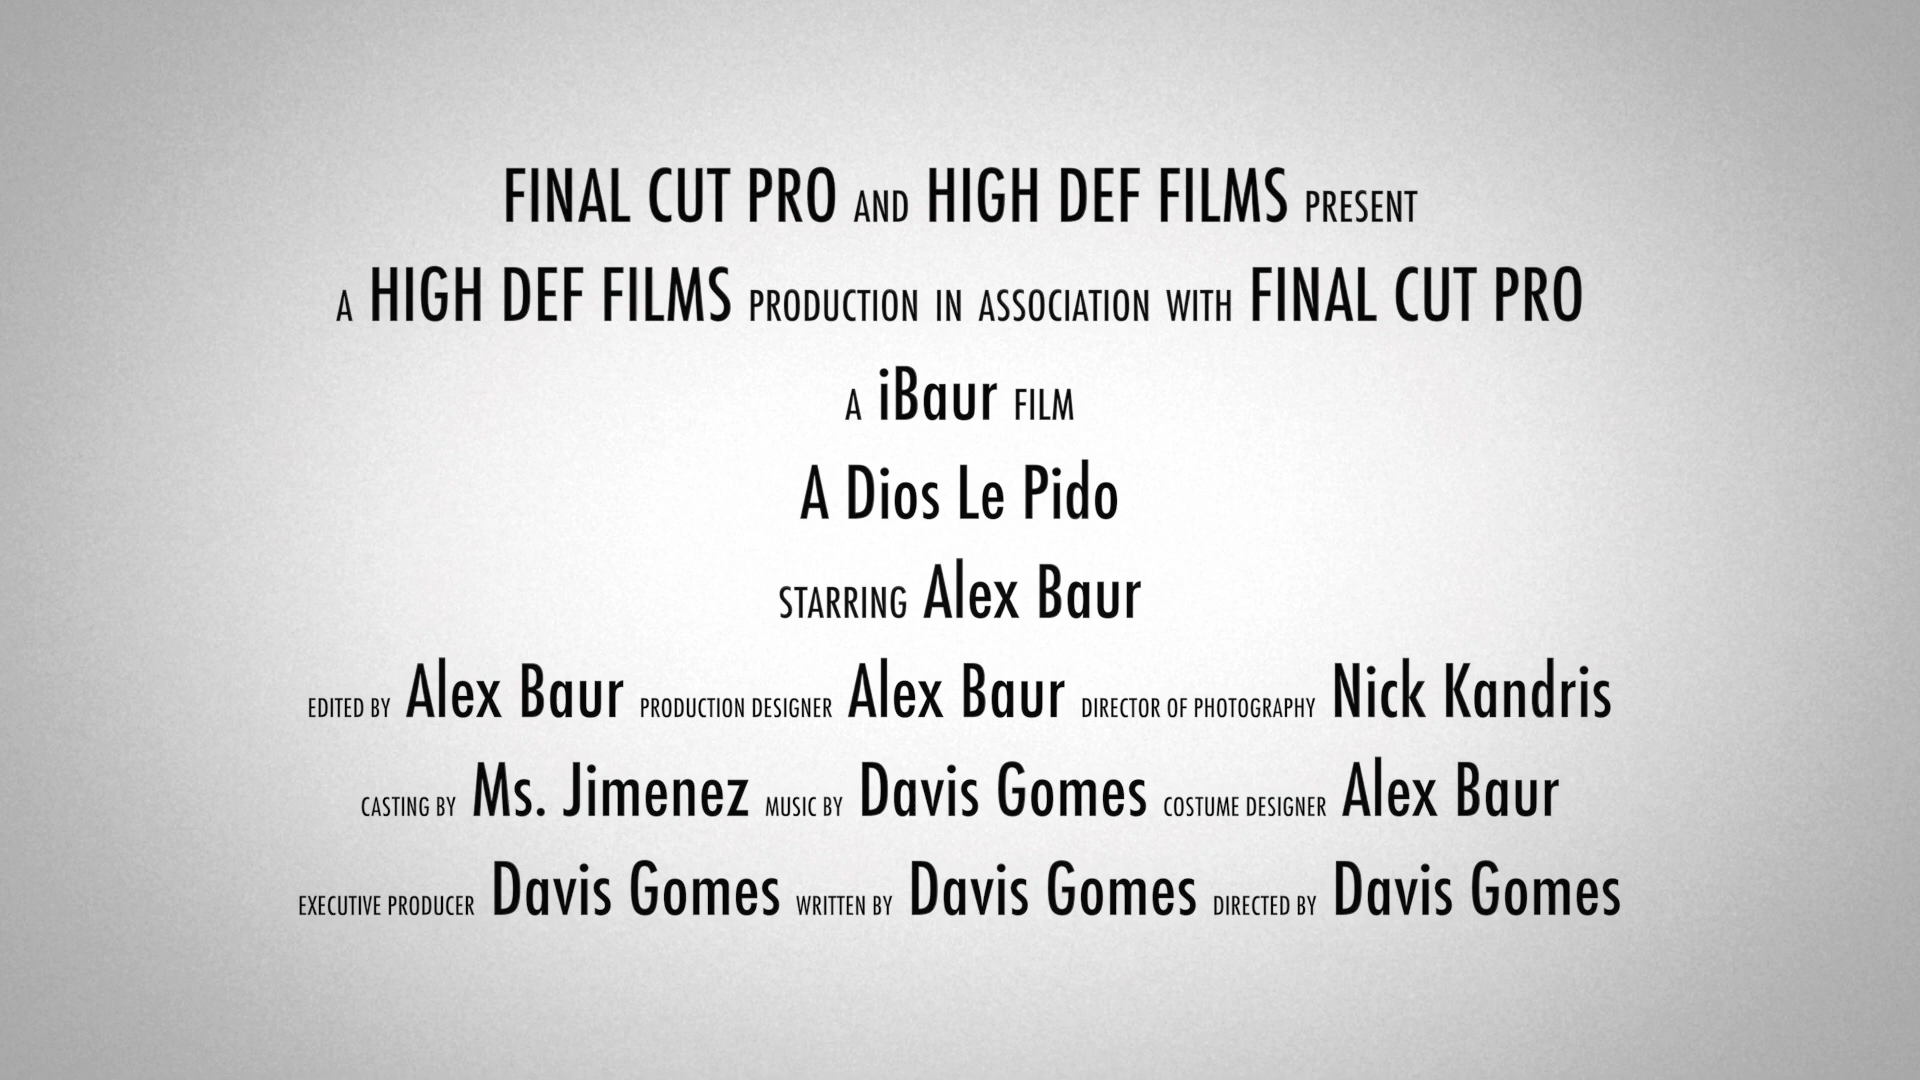 FINAL CUT PRO AND HIGH DEF FILMS PRESENT
A HIGH DEF FILMS PRODUCTION IN ASSOCIATION WITH FINAL CUT PRO
A iBaur FILM
A Dios Le Pido
STARRING Alex Baur
EDITED BY Alex Baur PRODUCTION DESIGNER Alex Baur DIRECTOR OF PHOTOGRAPHY Nick Kandris
CASTING BY Ms. Jimenez MUSIC BY Davis Gomes COSTUME DESIGNER Alex Baur
EXECUTIVE PRODUCER Davis Gomes WRITTEN BY Davis Gomes DIRECTED BY Davis Gomes